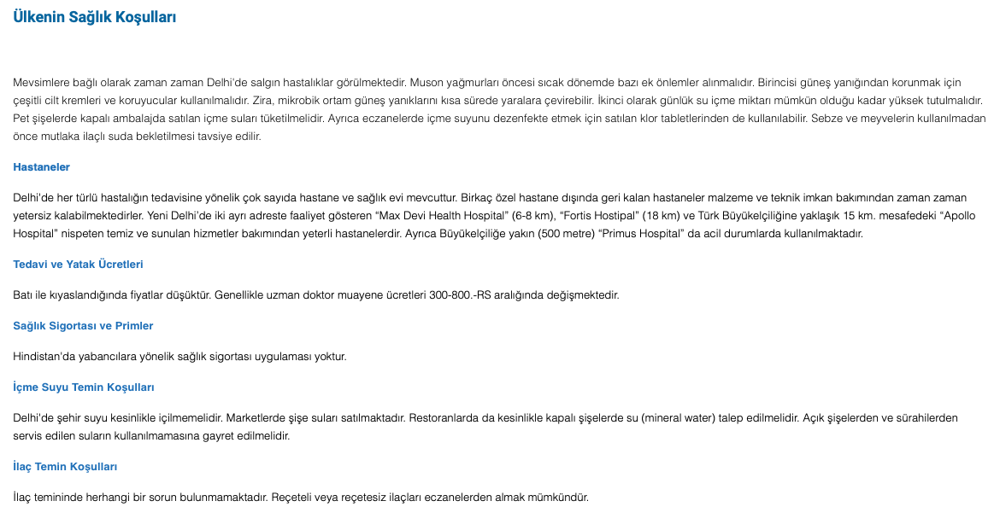 Ülkenin Sağlık Koşulları
Mevsimlere bağlı olarak zaman zaman Delhi'de salgın hastalıklar görülmektedir. Muson yağmurları öncesi sıcak dönemde bazı ek önlemler alınmalıdır. Birincisi güneş yanığından korunmak için
çeşitli cilt kremleri ve koruyucular kullanılmalıdır. Zira, mikrobik ortam güneş yanıklarını kısa sürede yaralara çevirebilir. İkinci olarak günlük su içme miktarı mümkün olduğu kadar yüksek tutulmalıdır.
Pet şişelerde kapalı ambalajda satılan içme suları tüketilmelidir. Ayrıca eczanelerde içme suyunu dezenfekte etmek için satılan klor tabletlerinden de kullanılabilir. Sebze ve meyvelerin kullanılmadan
önce mutlaka ilaçlı suda bekletilmesi tavsiye edilir.
Hastaneler
Delhi'de her türlü hastalığın tedavisine yönelik çok sayıda hastane ve sağlık evi mevcuttur. Birkaç özel hastane dışında geri kalan hastaneler malzeme ve teknik imkan bakımından zaman zaman
yetersiz kalabilmektedirler. Yeni Delhi’de iki ayrı adreste faaliyet gösteren “Max Devi Health Hospital” (6-8 km), “Fortis Hostipal” (18 km) ve Türk Büyükelçiliğine yaklaşık 15 km. mesafedeki “Apollo
Hospital” nispeten temiz ve sunulan hizmetler bakımından yeterli hastanelerdir. Ayrıca Büyükelçiliğe yakın (500 metre) “Primus Hospital” da acil durumlarda kullanılmaktadır.
Tedavi ve Yatak Ücretleri
Batı ile kıyaslandığında fiyatlar düşüktür. Genellikle uzman doktor muayene ücretleri 300-800.-RS aralığında değişmektedir.
Sağlık Sigortası ve Primler
Hindistan'da yabancılara yönelik sağlık sigortası uygulaması yoktur.
İçme Suyu Temin Koşulları
Delhi'de şehir suyu kesinlikle içilmemelidir. Marketlerde şişe suları satılmaktadır. Restoranlarda da kesinlikle kapalı şişelerde su (mineral water) talep edilmelidir. Açık şişelerden ve sürahilerden
servis edilen suların kullanılmamasına gayret edilmelidir.
İlaç Temin Koşulları
İlaç temininde herhangi bir sorun bulunmamaktadır. Reçeteli veya reçetesiz ilaçları eczanelerden almak mümkündür.